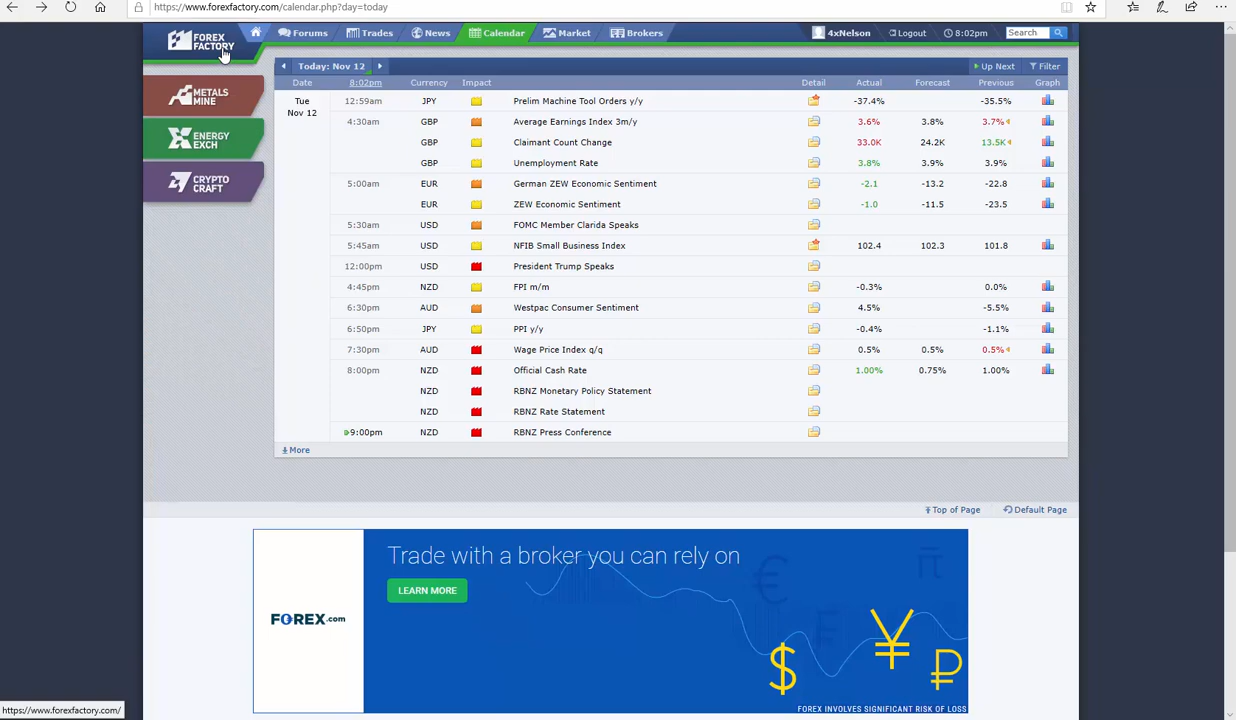 https://www.forexfactory.com/calendar.php?day=today
FOREX FACTORY
Forums Trades News Calendar Market Brokers 4xNelson Logout 8:02pm Search
METALS MINE
ENERGY EXCH
CRYPTO CRAFT
Today: Nov 12 Up Next Filter
Date 8:02pm Currency Impact Detail Actual Forecast Previous Graph
Tue Nov 12 12:59am JPY Prelim Machine Tool Orders y/y -37.4% -35.5%
4:30am GBP Average Earnings Index 3m/y 3.6% 3.8% 3.7%
GBP Claimant Count Change 33.0K 24.2K 13.5K
GBP Unemployment Rate 3.8% 3.9% 3.9%
5:00am EUR German ZEW Economic Sentiment -2.1 -13.2 -22.8
EUR ZEW Economic Sentiment -1.0 -11.5 -23.5
5:30am USD FOMC Member Clarida Speaks
5:45am USD NFIB Small Business Index 102.4 102.3 101.8
12:00pm USD President Trump Speaks
4:45pm NZD FPI m/m -0.3% 0.0%
6:30pm AUD Westpac Consumer Sentiment 4.5% -5.5%
6:50pm JPY PPI y/y -0.4% -1.1%
7:30pm AUD Wage Price Index q/q 0.5% 0.5% 0.5%
8:00pm NZD Official Cash Rate 1.00% 0.75% 1.00%
NZD RBNZ Monetary Policy Statement
NZD RBNZ Rate Statement
9:00pm NZD RBNZ Press Conference
More
Top of Page Default Page
Trade with a broker you can rely on
LEARN MORE
FOREX.com
$ € ¥ ₽
FOREX INVOLVES SIGNIFICANT RISK OF LOSS
https://www.forexfactory.com/